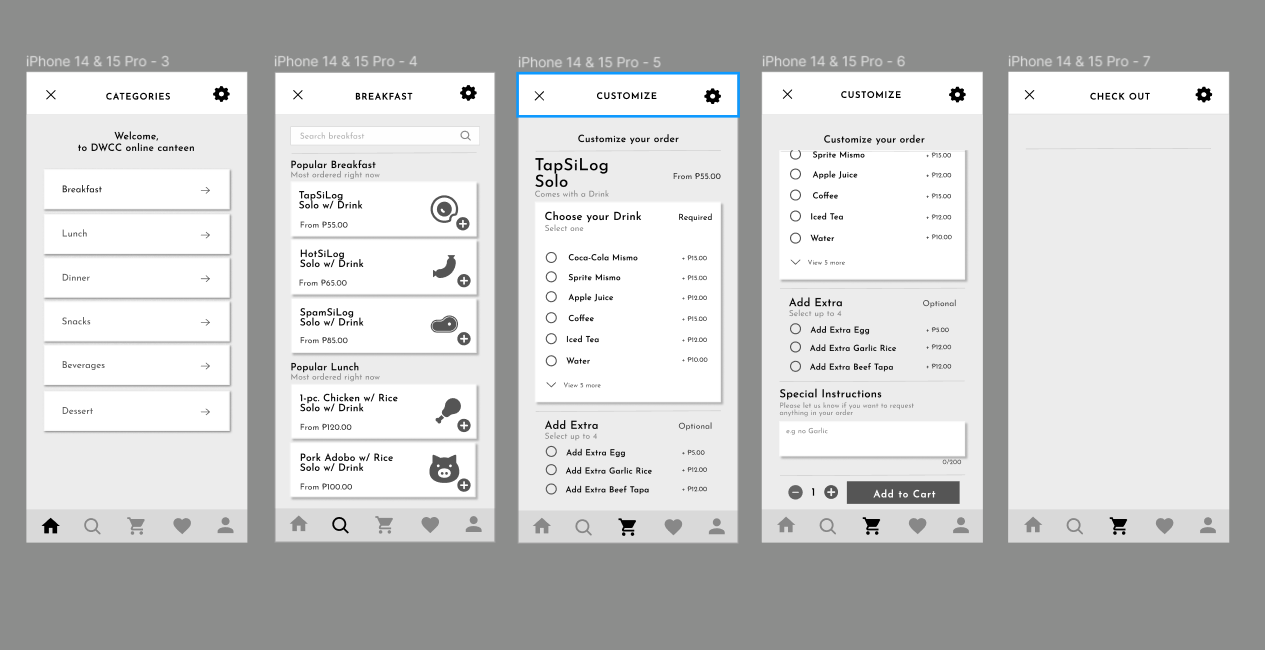 iPhone 14 & 15 Pro - 3
CATEGORIES
Welcome,
to DWCC online canteen
Breakfast
Lunch
Dinner
Snacks
Beverages
Dessert
iPhone 14 & 15 Pro - 4
BREAKFAST
Search breakfast
Popular Breakfast
Most ordered right now
TapSiLog
Solo w/ Drink
From ₱55.00
HotSiLog
Solo w/ Drink
From ₱65.00
SpamSiLog
Solo w/ Drink
From ₱85.00
Popular Lunch
Most ordered right now
1-pc. Chicken w/ Rice
Solo w/ Drink
From ₱120.00
Pork Adobo w/ Rice
Solo w/ Drink
From ₱100.00
iPhone 14 & 15 Pro - 5
CUSTOMIZE
Customize your order
TapSiLog
Solo
From ₱55.00
Comes with a Drink
Choose your Drink Required
Select one
Coca-Cola Mismo + ₱15.00
Sprite Mismo + ₱15.00
Apple Juice + ₱12.00
Coffee + ₱15.00
Iced Tea + ₱12.00
Water + ₱10.00
View 5 more
Add Extra Optional
Select up to 4
Add Extra Egg + ₱5.00
Add Extra Garlic Rice + ₱12.00
Add Extra Beef Tapa + ₱12.00
iPhone 14 & 15 Pro - 6
CUSTOMIZE
Customize your order
Sprite Mismo + ₱15.00
Apple Juice + ₱12.00
Coffee + ₱15.00
Iced Tea + ₱12.00
Water + ₱10.00
View 5 more
Add Extra Optional
Select up to 4
Add Extra Egg + ₱5.00
Add Extra Garlic Rice + ₱12.00
Add Extra Beef Tapa + ₱12.00
Special Instructions
Please let us know if you want to request
anything in your order
e.g no Garlic
0/200
1 Add to Cart
iPhone 14 & 15 Pro - 7
CHECK OUT